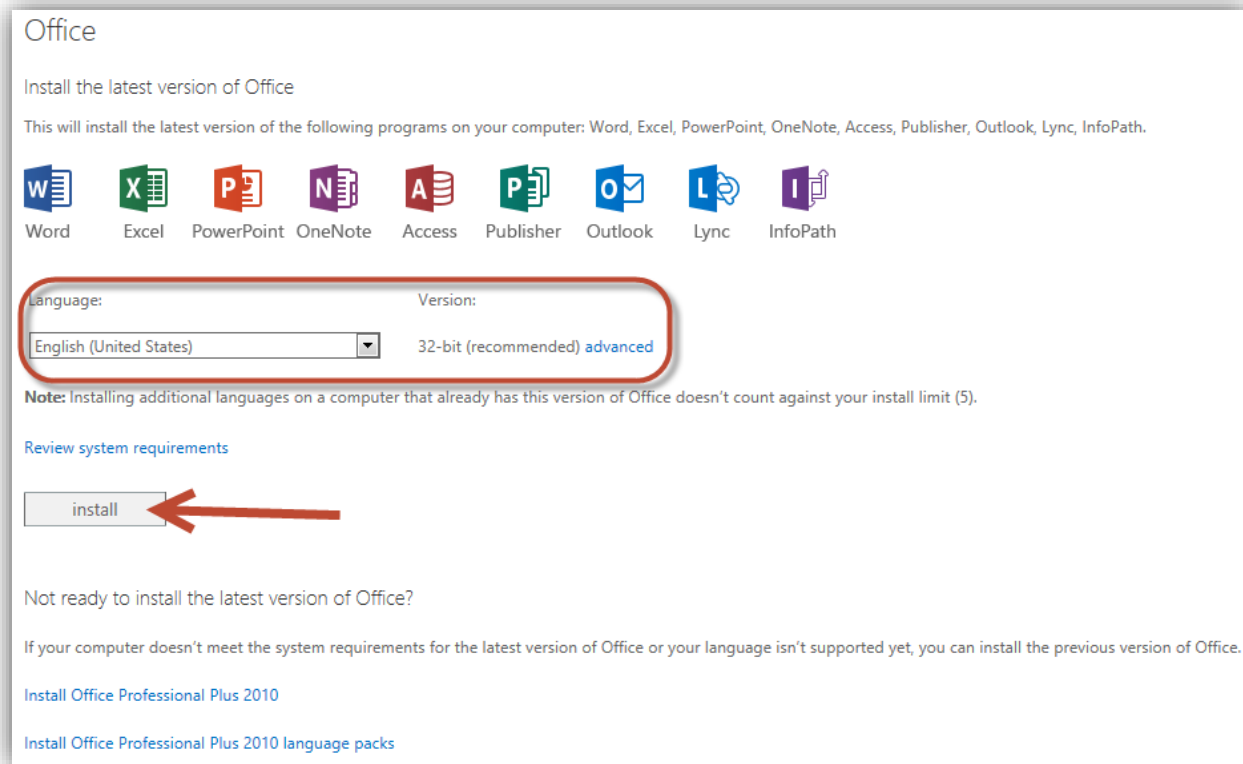 Office
Install the latest version of Office
This will install the latest version of the following programs on your computer: Word, Excel, PowerPoint, OneNote, Access, Publisher, Outlook, Lync, InfoPath.
W X P N A P O L I
Word Excel PowerPoint OneNote Access Publisher Outlook Lync InfoPath
Language: Version:
English (United States) 32-bit (recommended) advanced
Note: Installing additional languages on a computer that already has this version of Office doesn't count against your install limit (5).
Review system requirements
install
Not ready to install the latest version of Office?
If your computer doesn't meet the system requirements for the latest version of Office or your language isn't supported yet, you can install the previous version of Office.
Install Office Professional Plus 2010
Install Office Professional Plus 2010 language packs